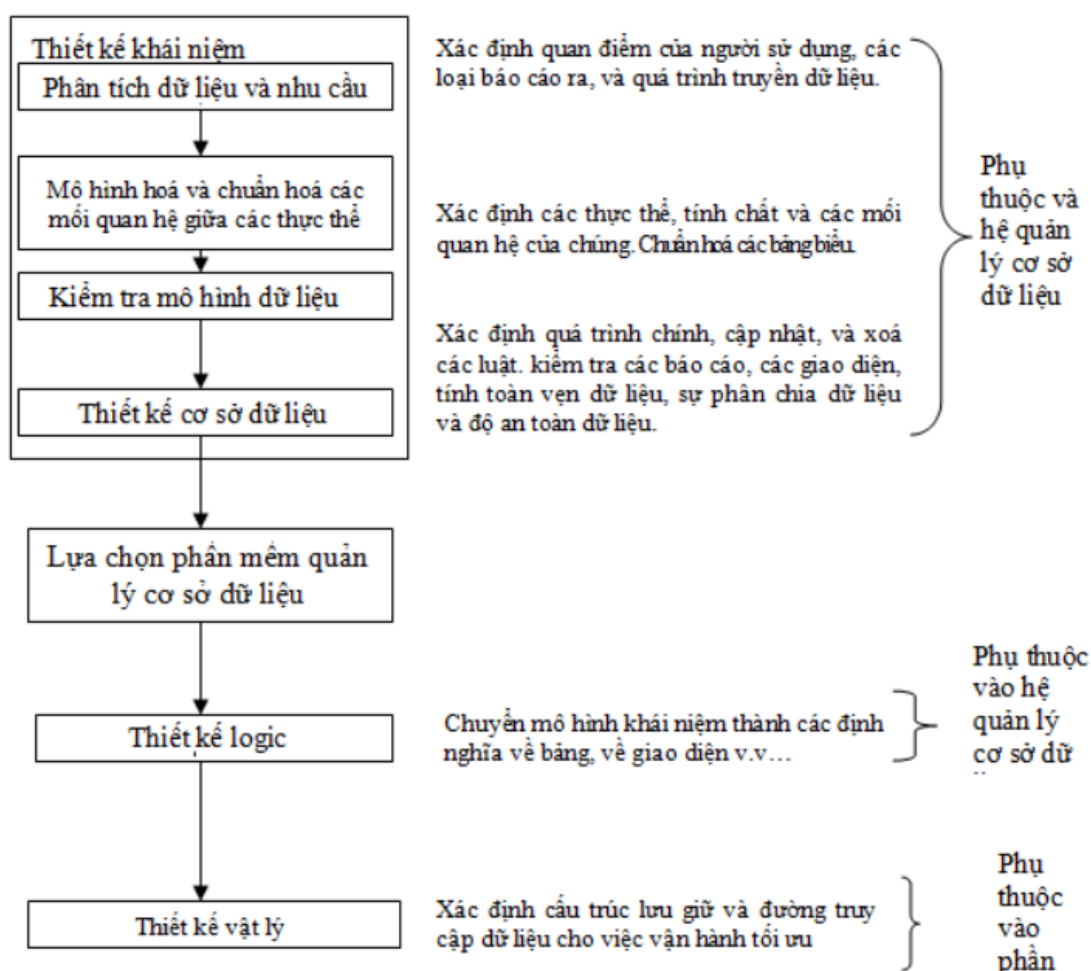 Thiết kế khái niệm
Phân tích dữ liệu và nhu cầu
Mô hình hoá và chuẩn hoá các
mối quan hệ giữa các thực thể
Kiểm tra mô hình dữ liệu
Thiết kế cơ sở dữ liệu
Xác định quan điểm của người sử dụng, các
loại báo cáo ra, và quá trình truyền dữ liệu.
Xác định các thực thể, tính chất và các mối
quan hệ của chúng. Chuẩn hoá các bảng biểu.
Xác định quá trình chính, cập nhật, và xoá
các luật. kiểm tra các báo cáo, các giao diện,
tính toàn vẹn dữ liệu, sự phân chia dữ liệu
và độ an toàn dữ liệu.
Phụ
thuộc và
hệ quản
lý cơ sở
dữ liệu
Lựa chọn phần mềm quản
lý cơ sở dữ liệu
Thiết kế logic
Chuyển mô hình khái niệm thành các định
nghĩa về bảng, về giao diện v.v…
Phụ thuộc
vào hệ
quản lý
cơ sở dữ
Thiết kế vật lý
Xác định cấu trúc lưu giữ và đường truy
cập dữ liệu cho việc vận hành tối ưu
Phụ
thuộc
vào
phần